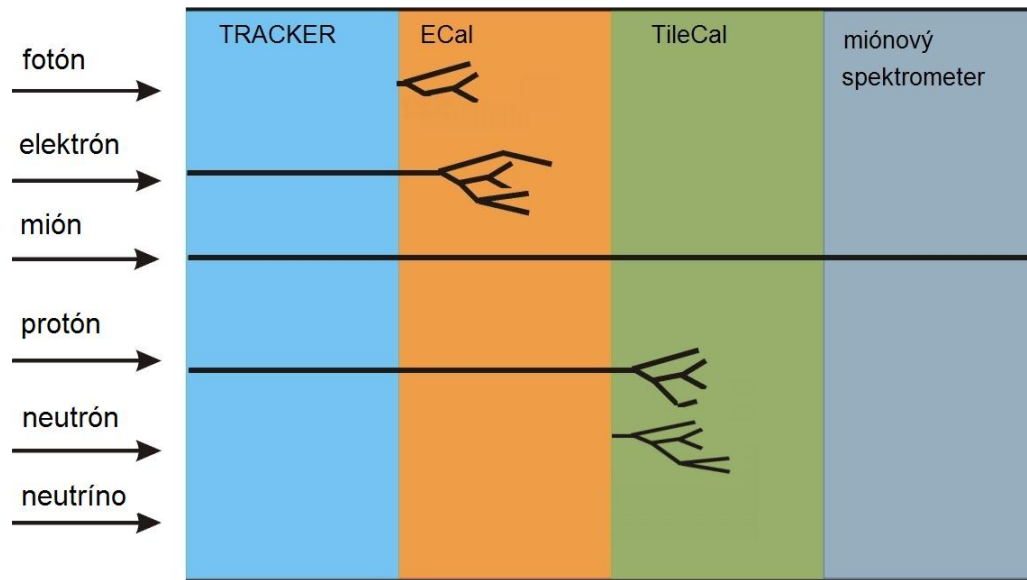 TRACKER
ECal
TileCal
miónový
spektrometer
fotón
elektrón
mión
protón
neutrón
neutríno